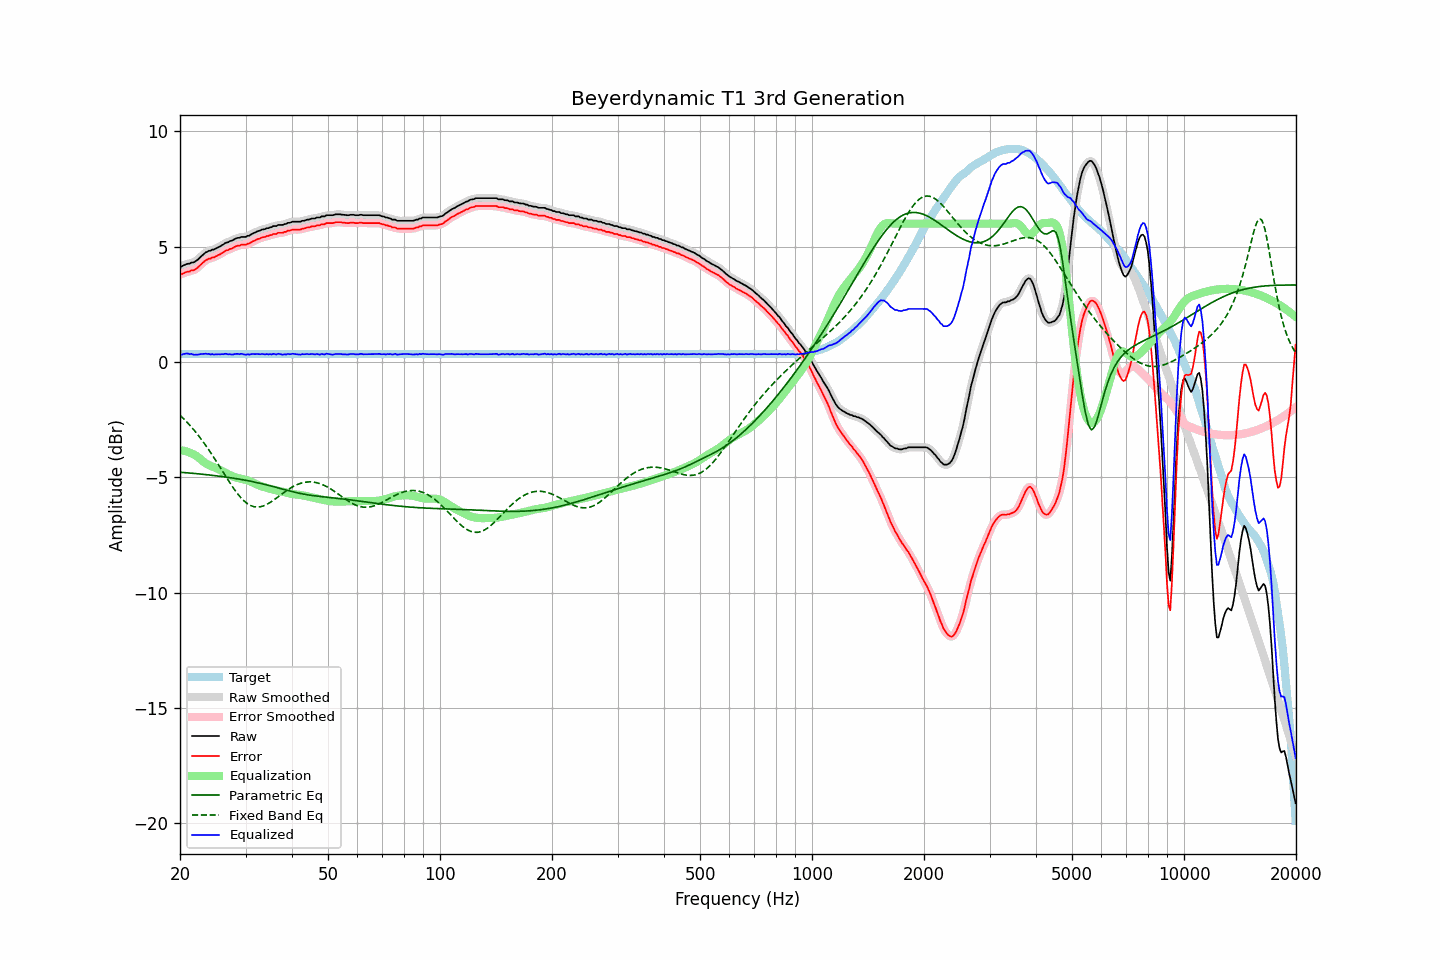 Beyerdynamic T1 3rd Generation
10
5
0
−5
−10
−15
−20
Amplitude (dBr)
Target
Raw Smoothed
Error Smoothed
Raw
Error
Equalization
Parametric Eq
Fixed Band Eq
Equalized
20 50 100 200 500 1000 2000 5000 10000 20000
Frequency (Hz)